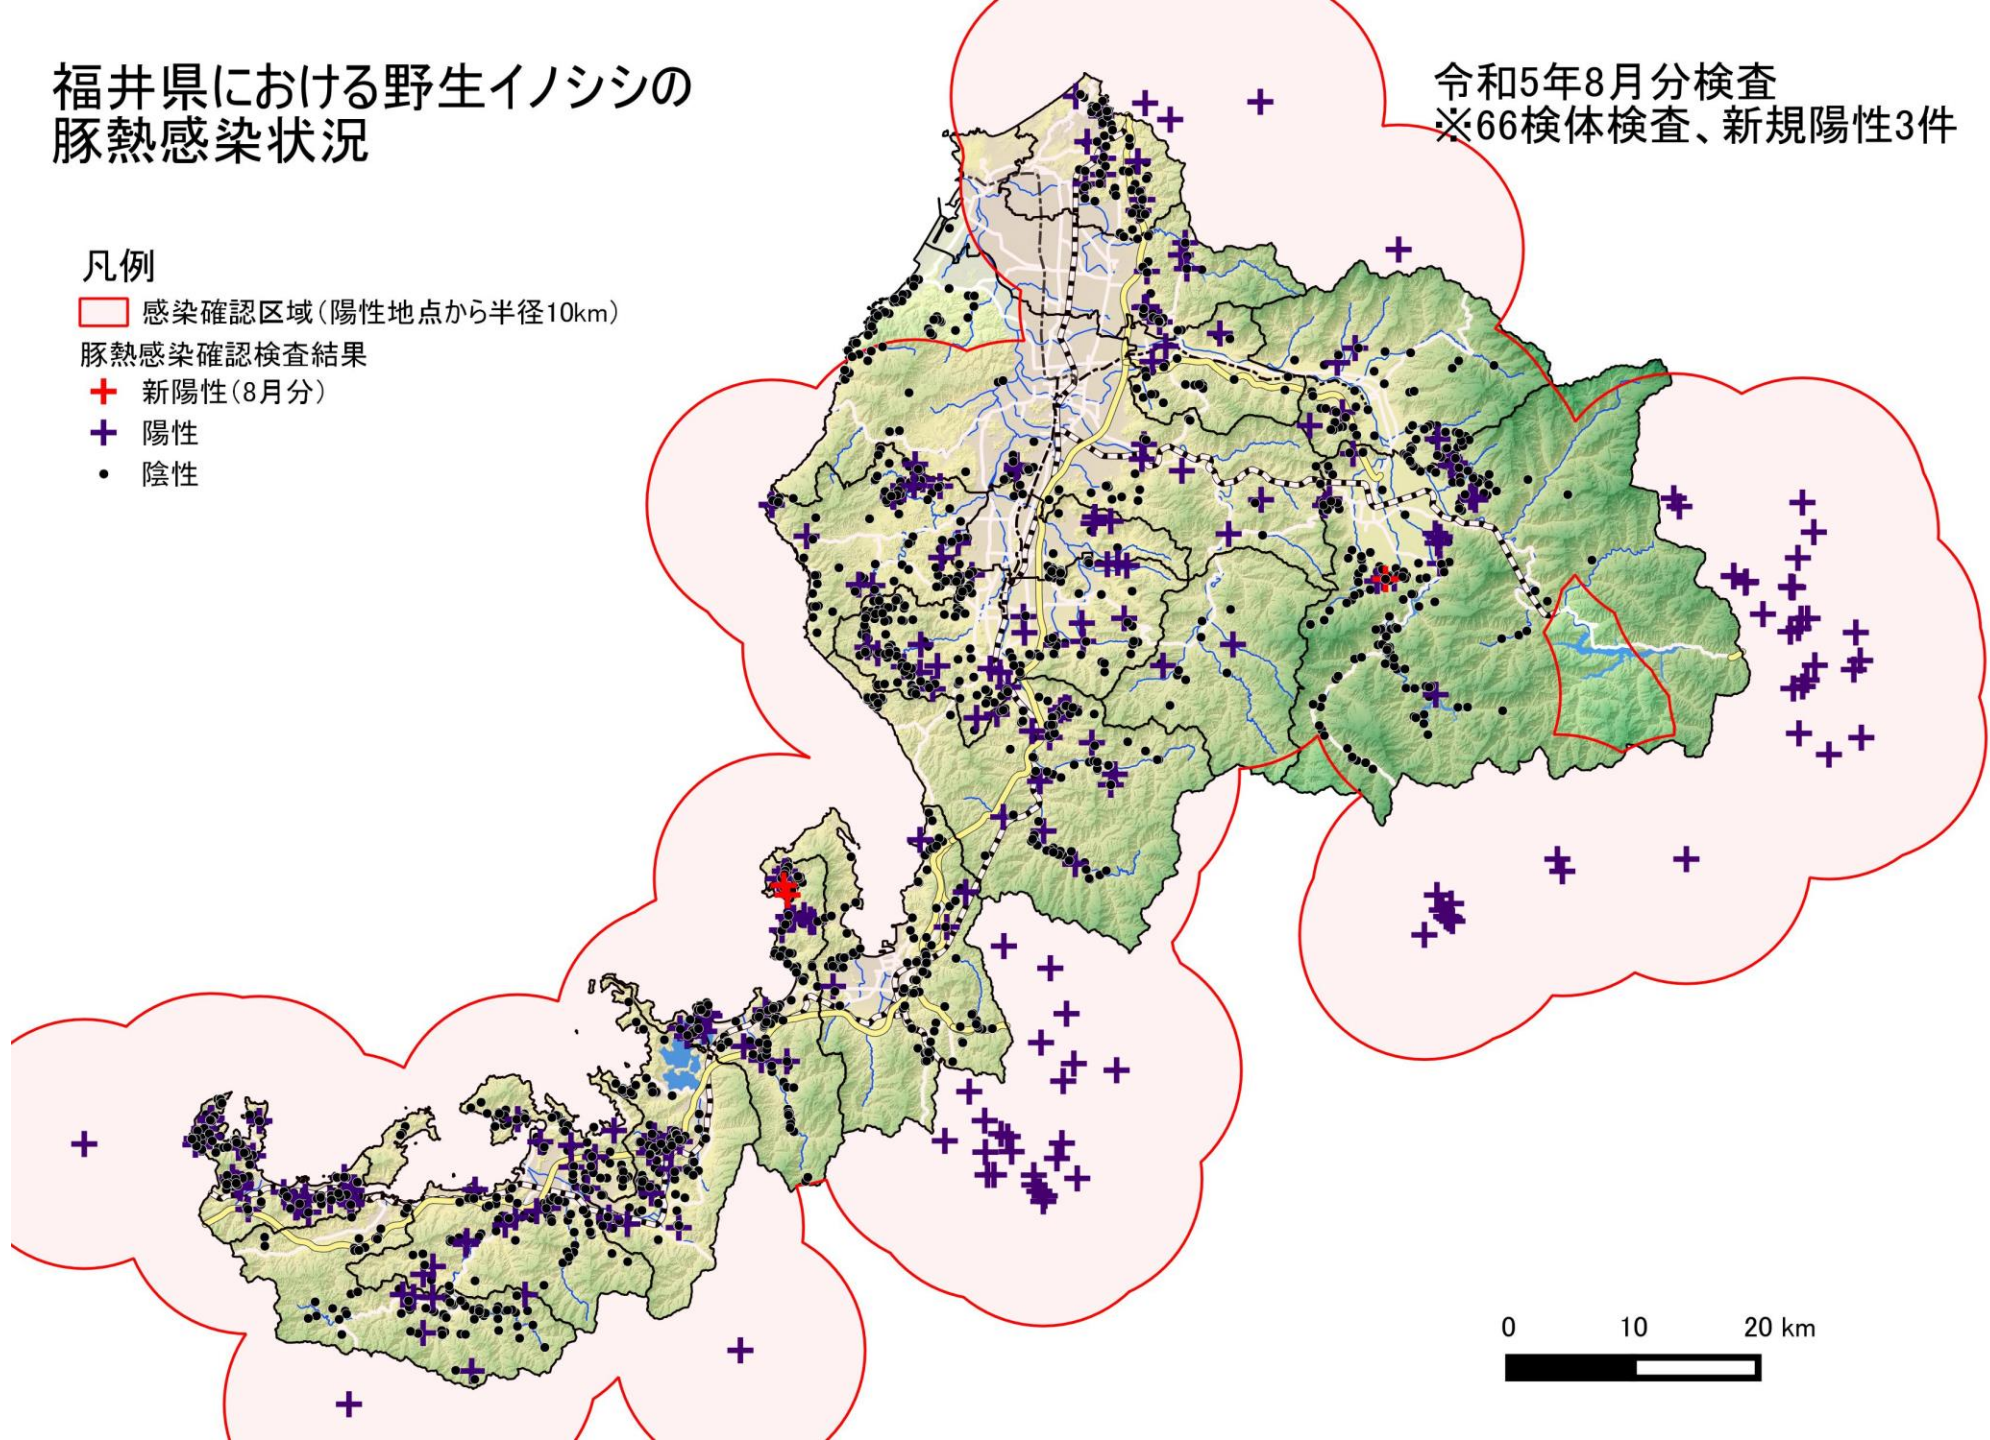 福井県における野生イノシシの
豚熱感染状況
令和5年8月分検査
※66検体検査、新規陽性3件
凡例
感染確認区域(陽性地点から半径10km)
豚熱感染確認検査結果
新陽性(8月分)
陽性
陰性
0 10 20 km